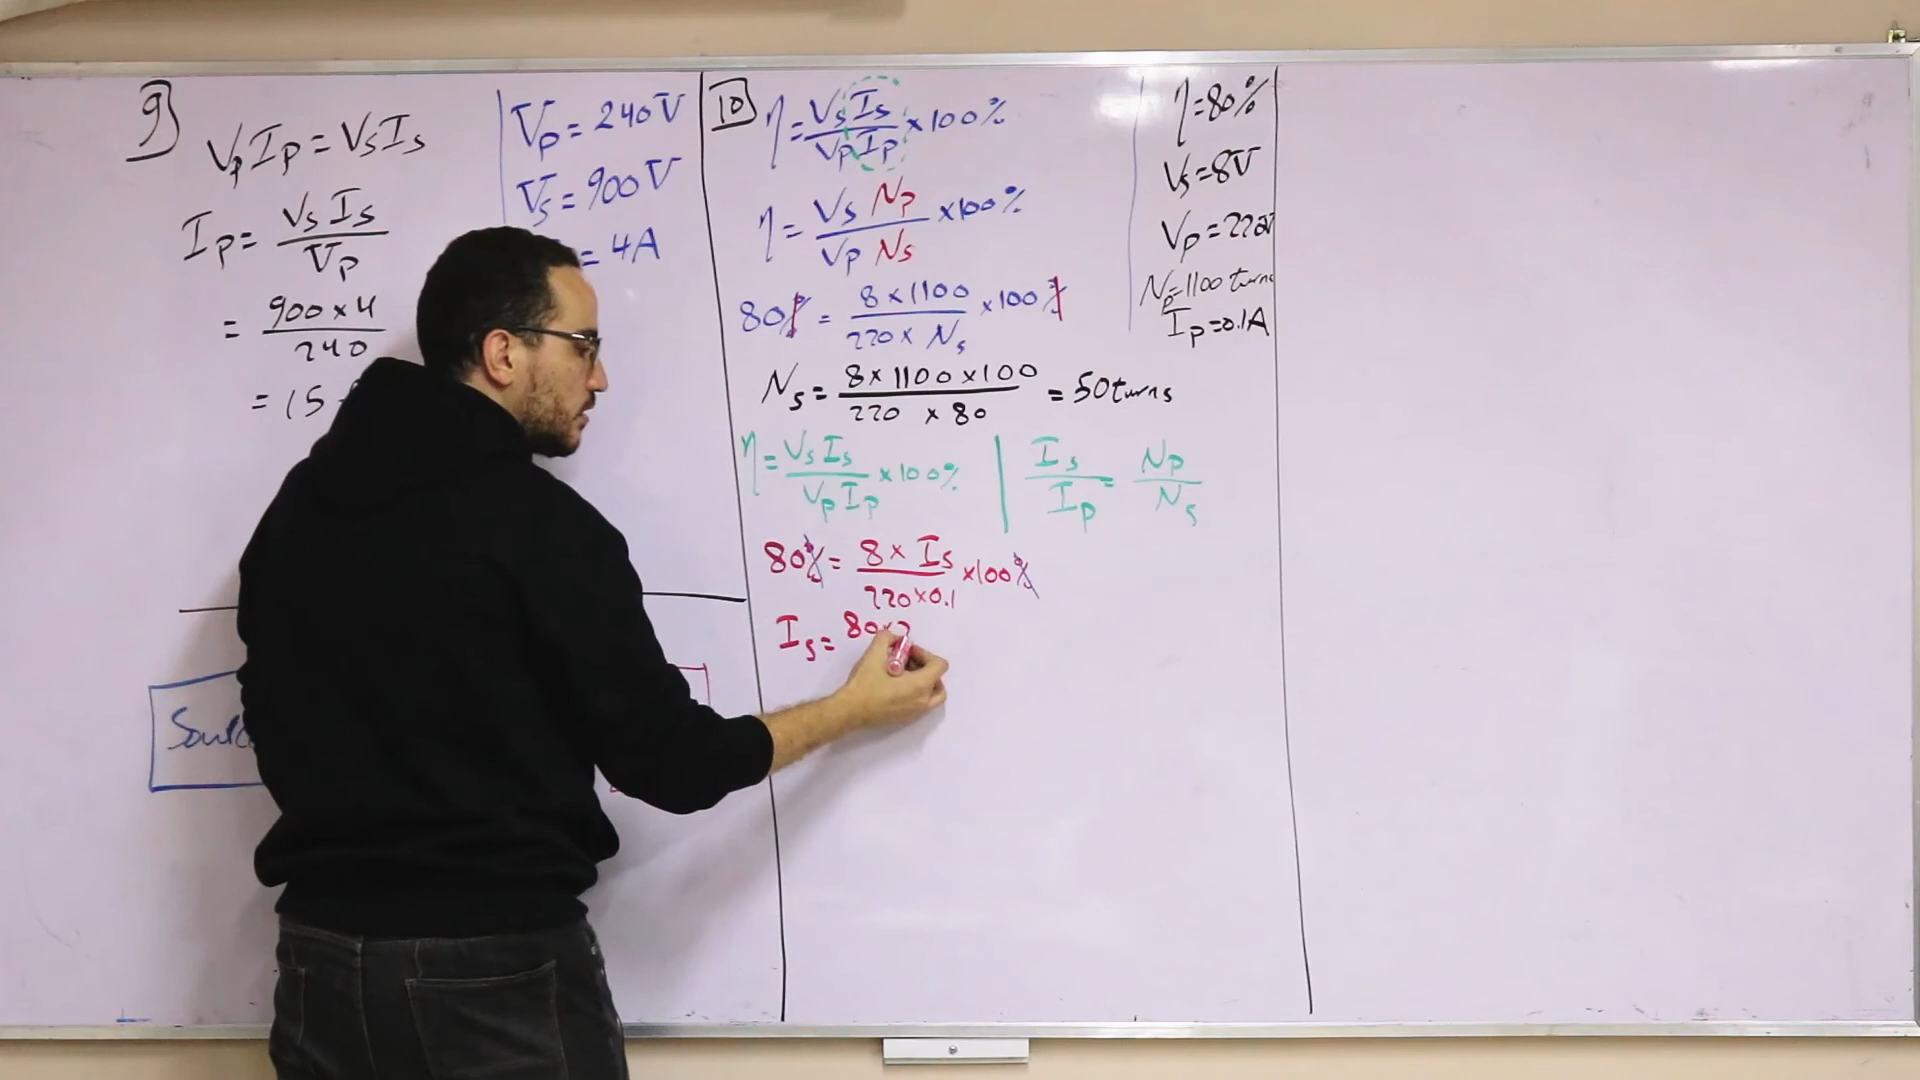 9
VpIp=VsIs
Ip= VsIs/Vp
= 900×4/240
= 15
Vp=240V
Vs=900V
= 4A
10
η= VsIs/VpIp ×100%
η= Vs Np/Vp Ns ×100%
80% = 8×1100/220× Ns ×100%
Ns= 8×1100×100/220 × 80 = 50turns
η= VsIs/VpIp ×100%
Is/Ip = Np/Ns
80% = 8× Is/220×0.1 ×100%
Is= 80×2
η=80%
Vs=8V
Vp=220V
Np=1100 turns
Ip=0.1A